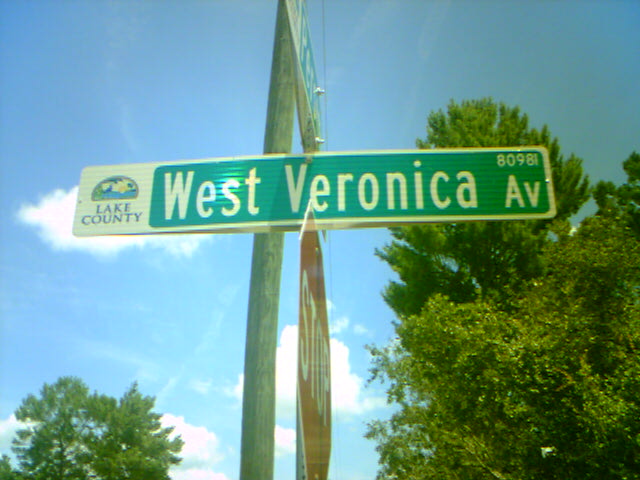 80981
West Veronica Av
LAKE
COUNTY
STOP